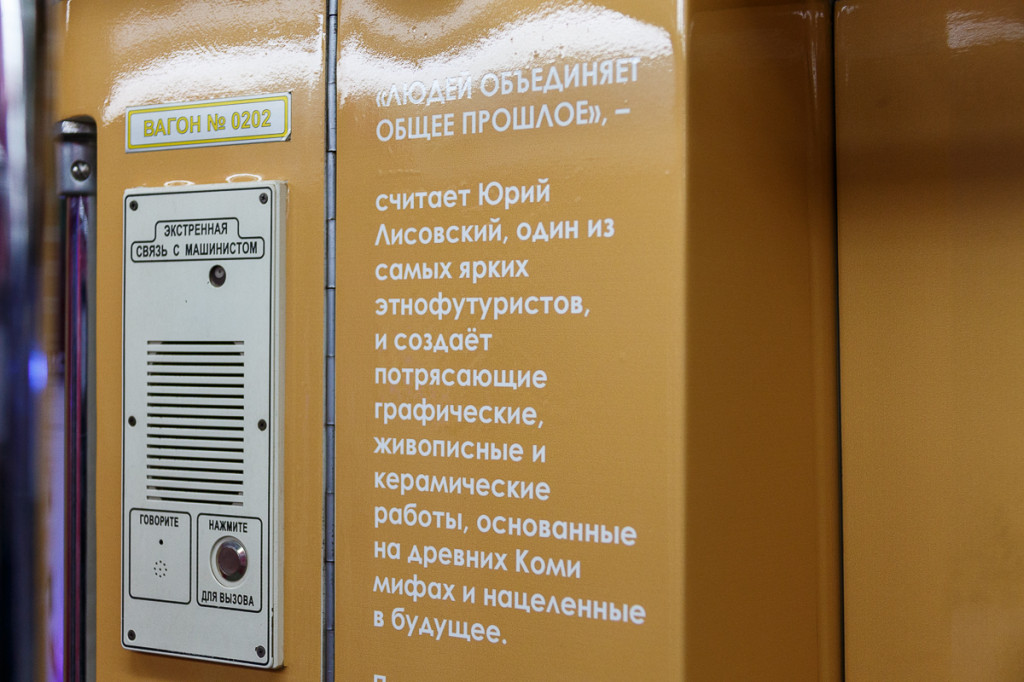 ВАГОН № 0202
ЭКСТРЕННАЯ
СВЯЗЬ С МАШИНИСТОМ
ГОВОРИТЕ
НАЖМИТЕ
ДЛЯ ВЫЗОВА
«ЛЮДЕЙ ОБЪЕДИНЯЕТ
ОБЩЕЕ ПРОШЛОЕ», –
считает Юрий
Лисовский, один из
самых ярких
этнофутуристов,
и создаёт
потрясающие
графические,
живописные и
керамические
работы, основанные
на древних Коми
мифах и нацеленные
в будущее.